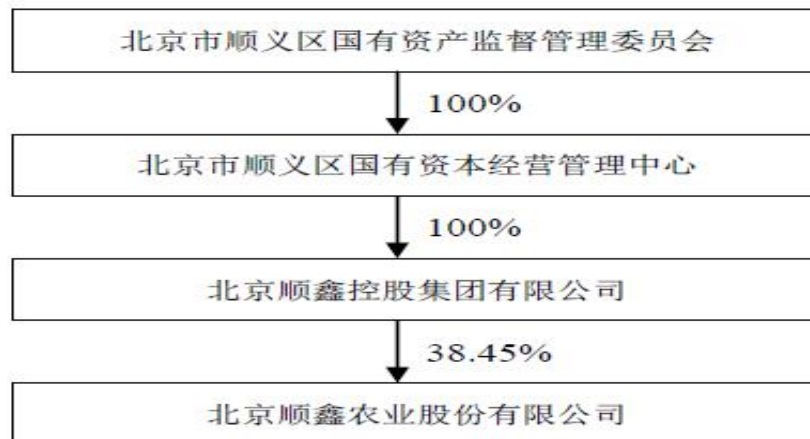 北京市顺义区国有资产监督管理委员会
100%
北京市顺义区国有资本经营管理中心
100%
北京顺鑫控股集团有限公司
38.45%
北京顺鑫农业股份有限公司